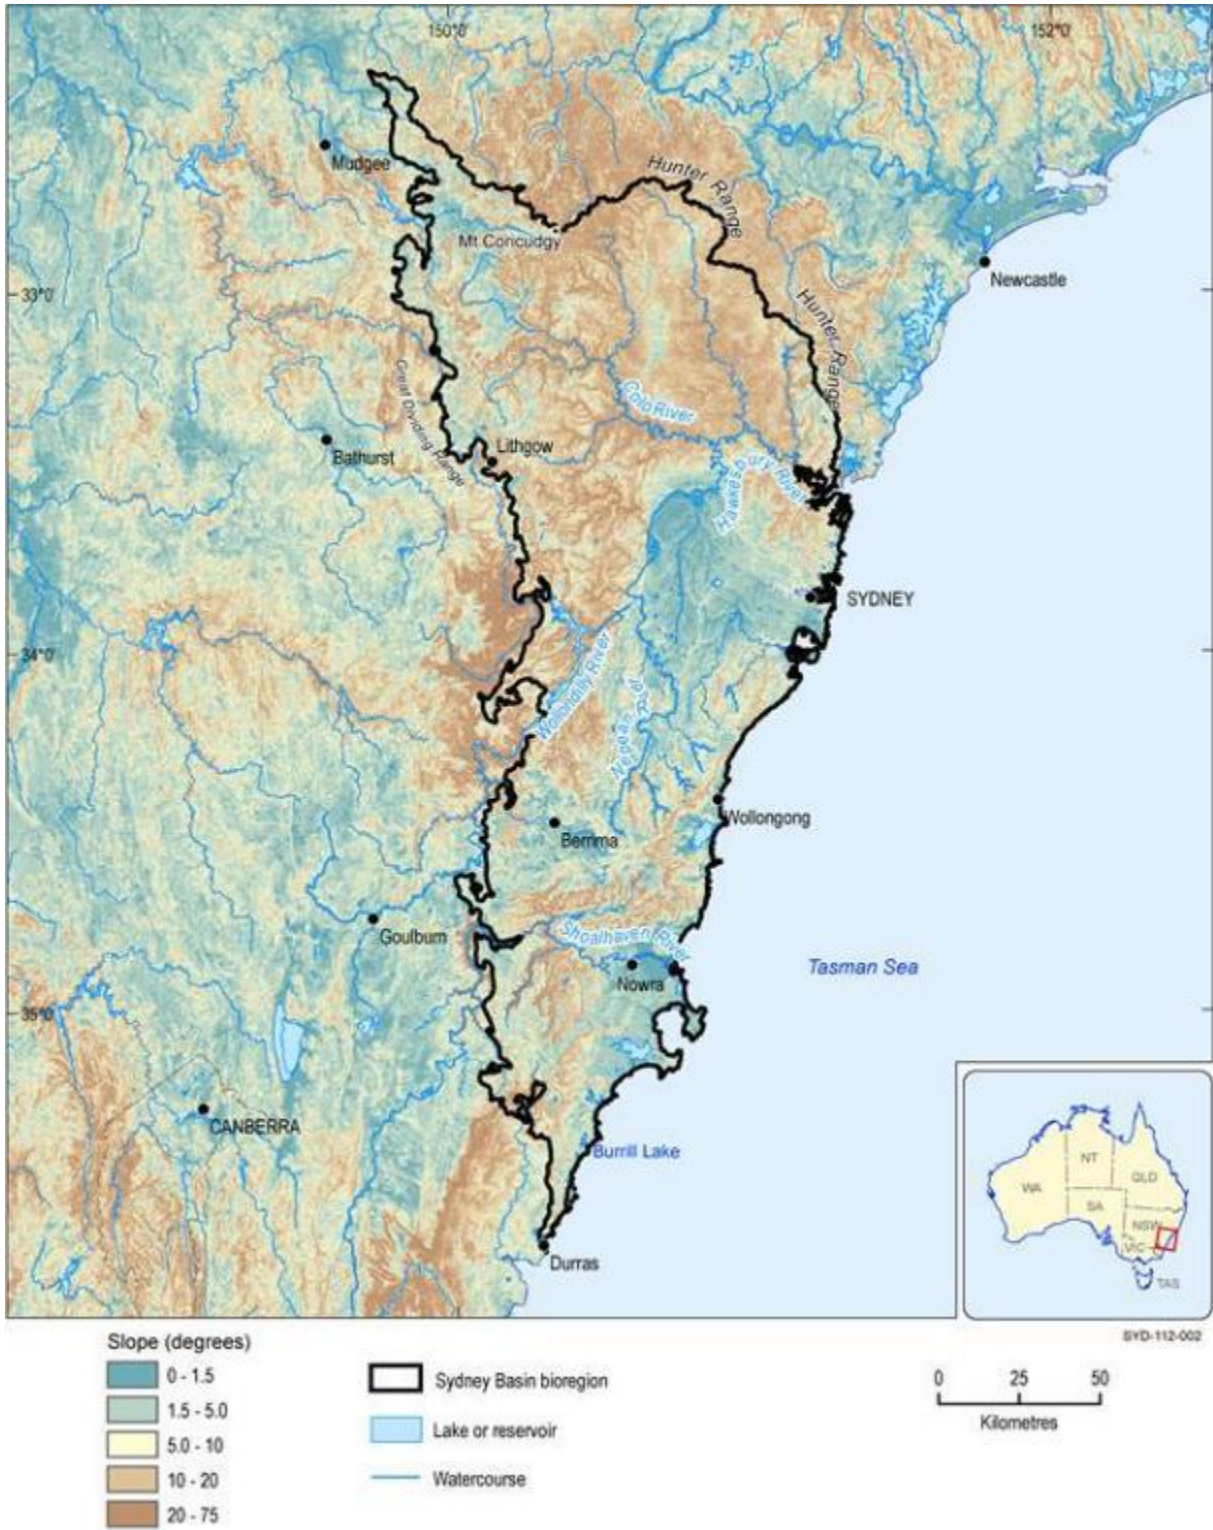 150°0'
152°0'
Mudgee
Hunter Range
Mt Concudgy
Newcastle
33°0'
Hunter Range
Great Dividing Range
Colo River
Lithgow
Bathurst
Hawkesbury River
SYDNEY
34°0'
Wollondilly River
Nepean River
Wollongong
Berrima
Goulburn
Shoalhaven River
Tasman Sea
Nowra
35°0'
CANBERRA
Burrill Lake
Durras
NT
WA
QLD
SA
NSW
VIC
TAS
SYD-112-002
Slope (degrees)
0 - 1.5
1.5 - 5.0
5.0 - 10
10 - 20
20 - 75
Sydney Basin bioregion
Lake or reservoir
Watercourse
0 25 50
Kilometres